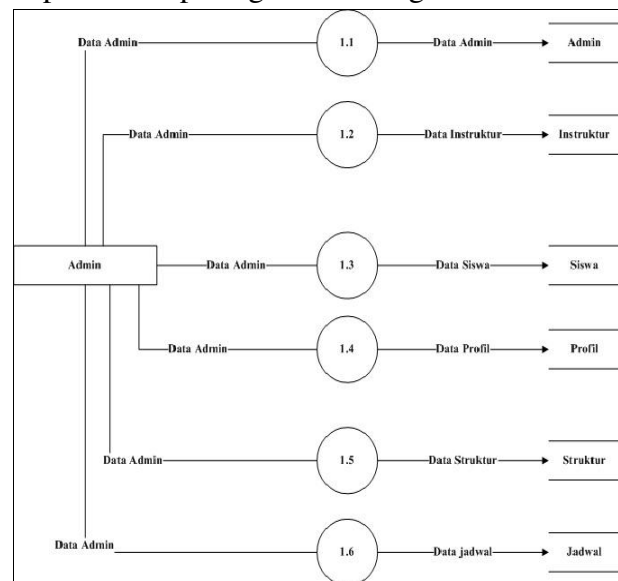 Data Admin 1.1 Data Admin Admin
Data Admin 1.2 Data Instruktur Instruktur
Admin Data Admin 1.3 Data Siswa Siswa
Data Admin 1.4 Data Profil Profil
Data Admin 1.5 Data Struktur Struktur
Data Admin 1.6 Data jadwal Jadwal